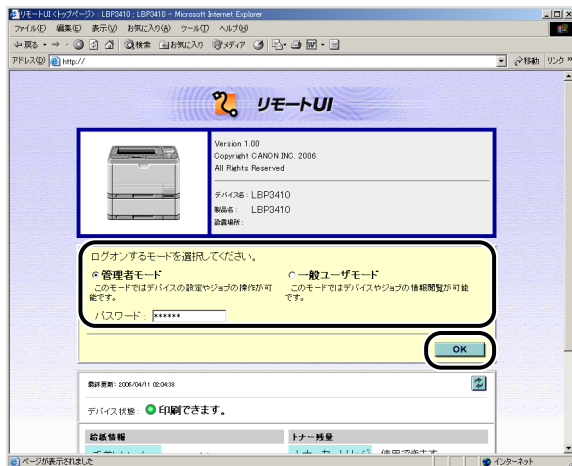 リモートUI <トップページ> : LBP3410 ; LBP3410 - Microsoft Internet Explorer
ファイル(F) 編集(E) 表示(V) お気に入り(A) ツール(T) ヘルプ(H)
戻る 検索 お気に入り メディア
アドレス(D) http:// 移動 リンク »
リモートUI
Version 1.00
Copyright CANON INC. 2006
All Rights Reserved
デバイス名 : LBP3410
製品名 : LBP3410
設置場所 :
ログオンするモードを選択してください。
管理者モード 一般ユーザモード
このモードではデバイスの設定やジョブの操作が可 このモードではデバイスやジョブの情報閲覧が可能
能です。 です。
パスワード : ******
OK
最終更新 : 2006/04/11 02:04:38
デバイス状態 : 印刷できます。
給紙情報 トナー残量
ページが表示されました インターネット